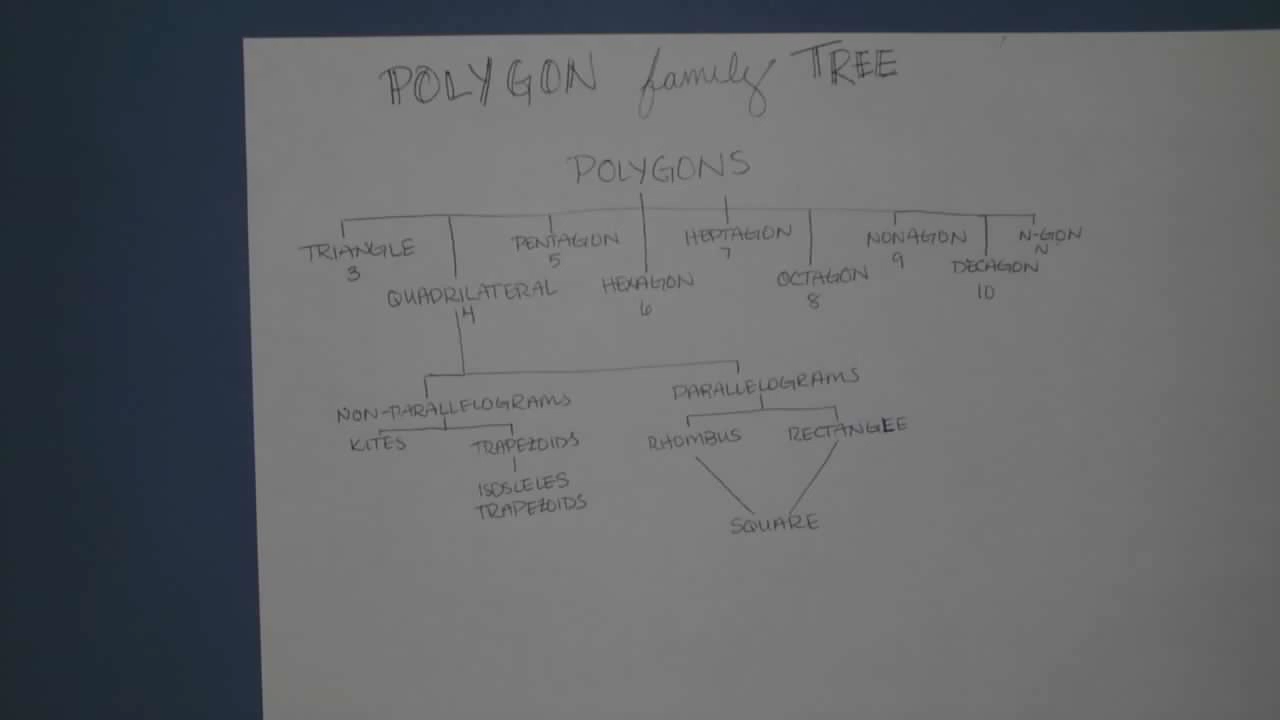 POLYGON family TREE
POLYGONS
TRIANGLE
3
QUADRILATERAL
4
PENTAGON
5
HEXAGON
6
HEPTAGON
7
OCTAGON
8
NONAGON
9
DECAGON
10
N-GON
N
NON-PARALLELOGRAMS
KITES
TRAPEZOIDS
ISOSLELES
TRAPEZOIDS
PARALLELOGRAMS
RHOMBUS
RECTANGLE
SQUARE